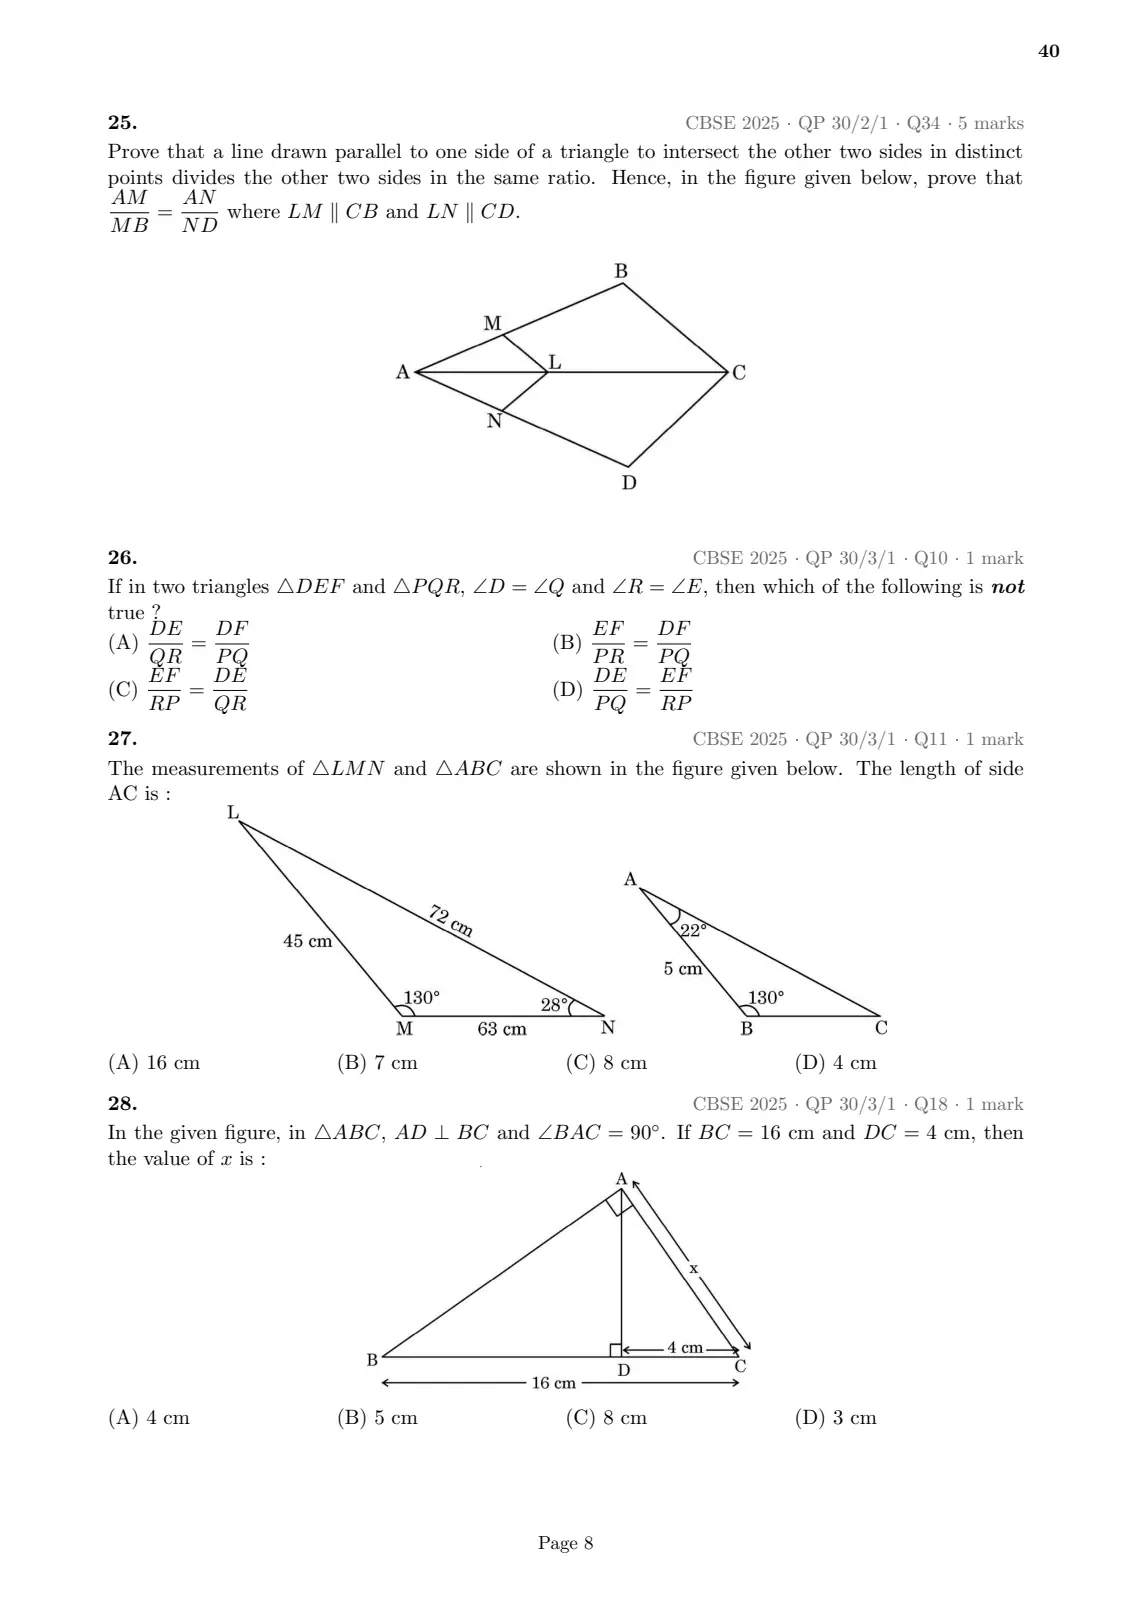 40
25. CBSE 2025 · QP 30/2/1 · Q34 · 5 marks
Prove that a line drawn parallel to one side of a triangle to intersect the other two sides in distinct
points divides the other two sides in the same ratio. Hence, in the figure given below, prove that
AM/MB = AN/ND where LM ∥ CB and LN ∥ CD.
B
M
L
A
C
N
D
26. CBSE 2025 · QP 30/3/1 · Q10 · 1 mark
If in two triangles △DEF and △PQR, ∠D = ∠Q and ∠R = ∠E, then which of the following is not
true ?
(A) DE/QR = DF/PQ (B) EF/PR = DF/PQ
(C) EF/RP = DE/QR (D) DE/PQ = EF/RP
27. CBSE 2025 · QP 30/3/1 · Q11 · 1 mark
The measurements of △LMN and △ABC are shown in the figure given below. The length of side
AC is :
L
A
72 cm
22°
45 cm
5 cm
130° 28° 130°
M 63 cm N B C
(A) 16 cm (B) 7 cm (C) 8 cm (D) 4 cm
28. CBSE 2025 · QP 30/3/1 · Q18 · 1 mark
In the given figure, in △ABC, AD ⊥ BC and ∠BAC = 90°. If BC = 16 cm and DC = 4 cm, then
the value of x is :
A
x
4 cm
B D C
16 cm
(A) 4 cm (B) 5 cm (C) 8 cm (D) 3 cm
Page 8